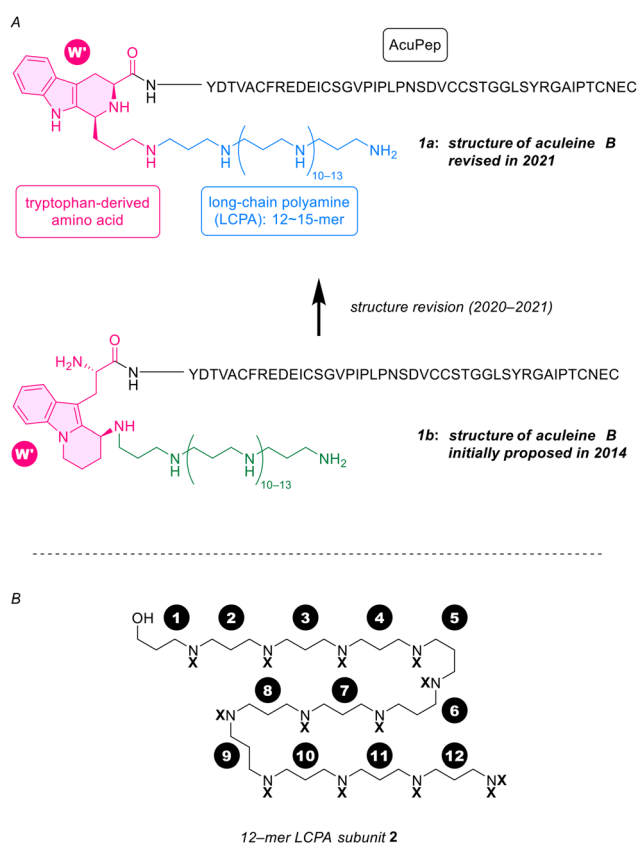 A
W'
AcuPep
O
N
H
YDTVACFREDEICSGVPIPLPNSDVCCSTGGLSYRGAIPTCNEC
NH
N
H
N
H
N
H
N
H
NH2
10–13
1a: structure of aculeine B
revised in 2021
tryptophan-derived
amino acid
long-chain polyamine
(LCPA): 12~15-mer
structure revision (2020–2021)
H2N
O
N
H
YDTVACFREDEICSGVPIPLPNSDVCCSTGGLSYRGAIPTCNEC
NH
N
W'
N
H
N
H
NH2
10–13
1b: structure of aculeine B
initially proposed in 2014
B
OH
1
2
3
4
5
N
X
N
X
N
X
N
X
XN
6
7
8
XN
N
X
N
X
9
10
11
12
N
X
N
X
N
X
NX
X
12–mer LCPA subunit 2